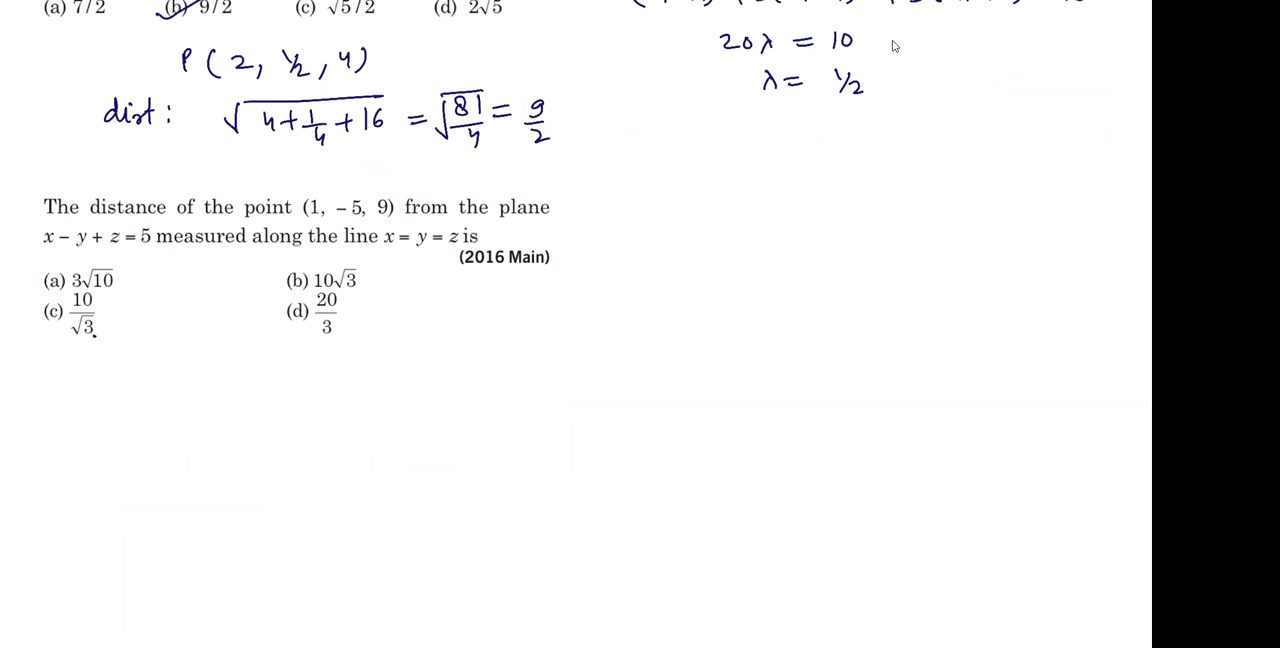 (a) 7/2 (b) 9/2 (c) √5/2 (d) 2√5
20λ = 10
λ = 1/2
P (2, 1/2, 4)
dist: √(4+1/4+16) = √(81/4) = 9/2
The distance of the point (1, – 5, 9) from the plane
x – y + z = 5 measured along the line x = y = z is
(2016 Main)
(a) 3√10 (b) 10√3
(c) 10/√3 (d) 20/3